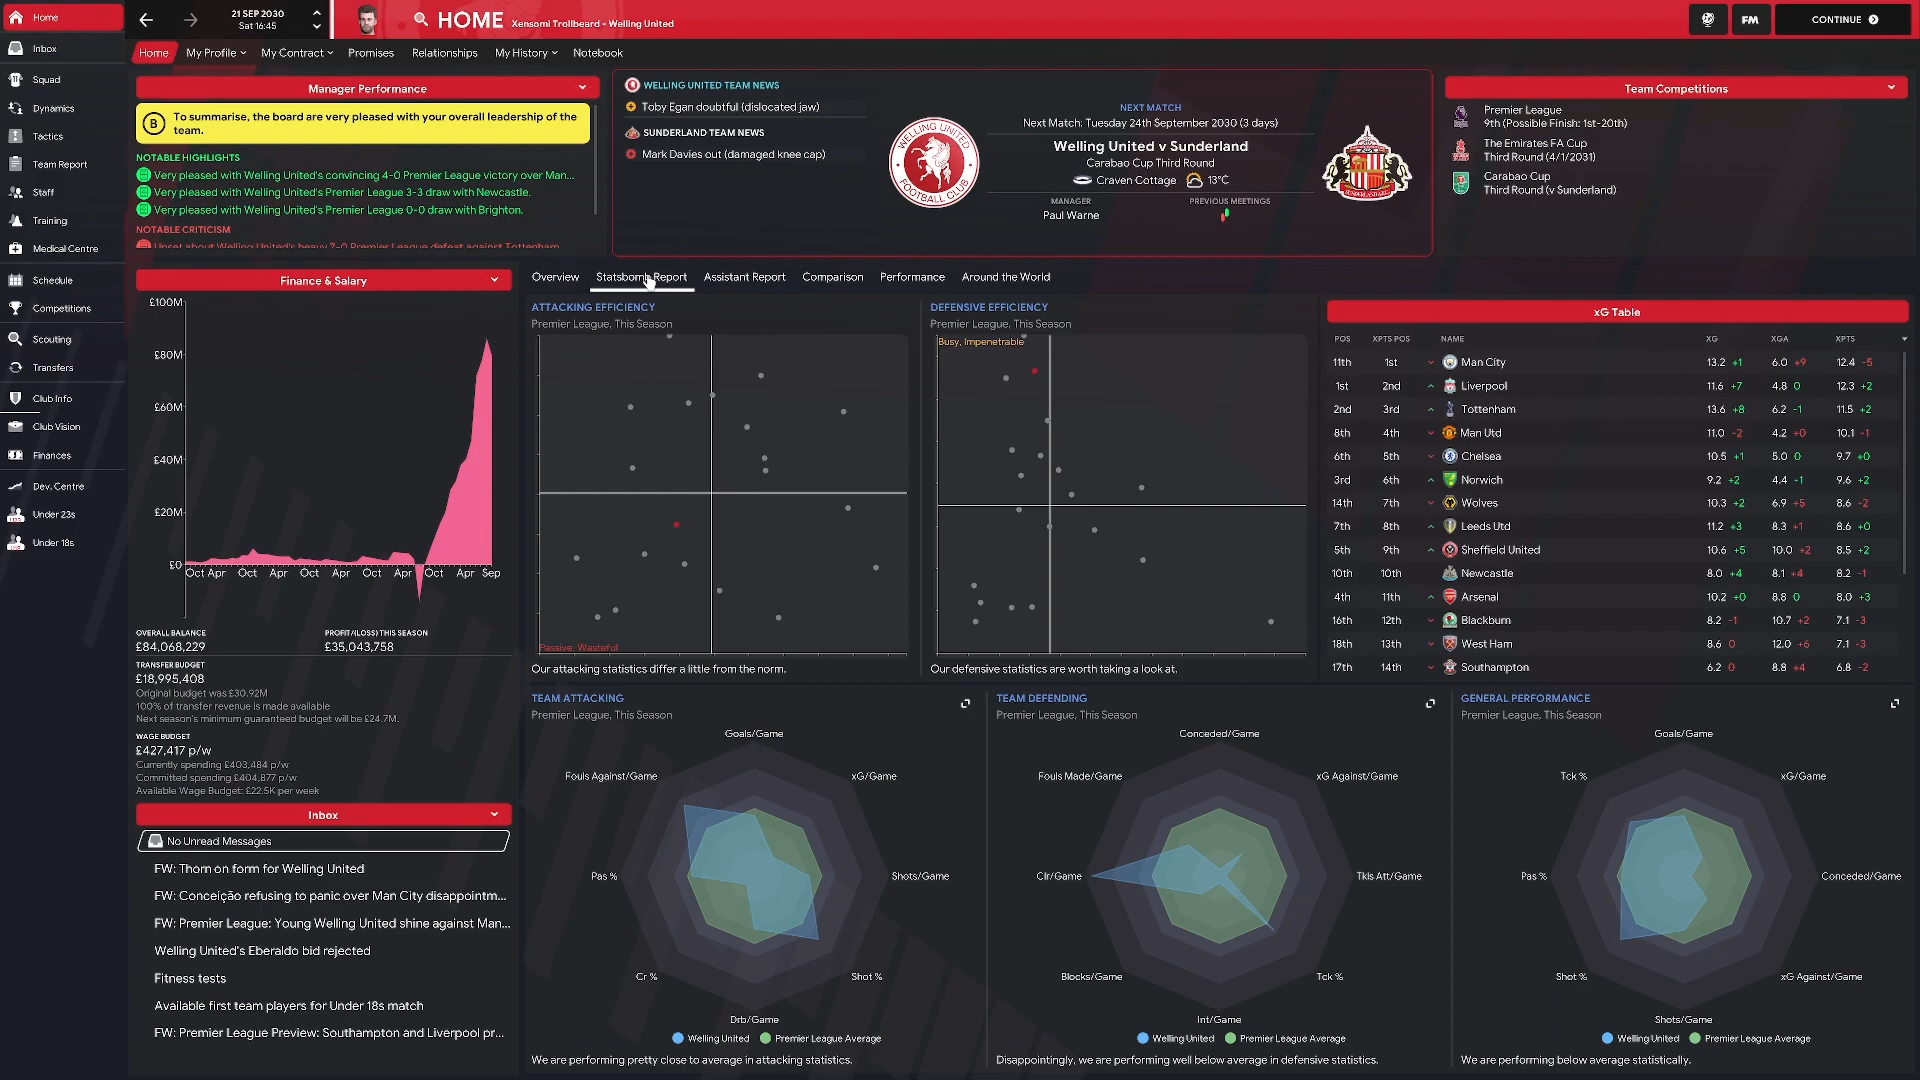 Home
Inbox
Squad
Dynamics
Tactics
Team Report
Staff
Training
Medical Centre
Schedule
Competitions
Scouting
Transfers
Club Info
Club Vision
Finances
Dev. Centre
Under 23s
Under 18s
21 SEP 2030
Sat 16:45
HOME
Xensomi Trollbeard - Welling United
FM
CONTINUE
Home My Profile My Contract Promises Relationships My History Notebook
Manager Performance
B To summarise, the board are very pleased with your overall leadership of the
team.
NOTABLE HIGHLIGHTS
Very pleased with Welling United's convincing 4-0 Premier League victory over Man...
Very pleased with Welling United's Premier League 3-3 draw with Newcastle.
Very pleased with Welling United's Premier League 0-0 draw with Brighton.
NOTABLE CRITICISM
Upset about Welling United's heavy 7-0 Premier League defeat against Tottenham
WELLING UNITED TEAM NEWS
Toby Egan doubtful (dislocated jaw)
SUNDERLAND TEAM NEWS
Mark Davies out (damaged knee cap)
WELLING UNITED
FOOTBALL CLUB
NEXT MATCH
Next Match: Tuesday 24th September 2030 (3 days)
Welling United v Sunderland
Carabao Cup Third Round
Craven Cottage 13°C
MANAGER
Paul Warne
PREVIOUS MEETINGS
Team Competitions
Premier League
9th (Possible Finish: 1st-20th)
The Emirates FA Cup
Third Round (4/1/2031)
Carabao Cup
Third Round (v Sunderland)
Finance & Salary
£100M
£80M
£60M
£40M
£20M
£0
Oct Apr Oct Apr Oct Apr Oct Apr Oct Apr Sep
OVERALL BALANCE
£84,068,229
PROFIT/(LOSS) THIS SEASON
£35,043,758
TRANSFER BUDGET
£18,995,408
Original budget was £30.92M
100% of transfer revenue is made available
Next season's minimum guaranteed budget will be £24.7M.
WAGE BUDGET
£427,417 p/w
Currently spending £403,484 p/w
Committed spending £404,877 p/w
Available Wage Budget: £22.5K per week
Inbox
No Unread Messages
FW: Thorn on form for Welling United
FW: Conceição refusing to panic over Man City disappointm...
FW: Premier League: Young Welling United shine against Man...
Welling United's Eberaldo bid rejected
Fitness tests
Available first team players for Under 18s match
FW: Premier League Preview: Southampton and Liverpool pr...
Overview Statsbomb Report Assistant Report Comparison Performance Around the World
ATTACKING EFFICIENCY
Premier League, This Season
Passive, Wasteful
Our attacking statistics differ a little from the norm.
DEFENSIVE EFFICIENCY
Premier League, This Season
Busy, Impenetrable
Our defensive statistics are worth taking a look at.
xG Table
POS XPTS POS NAME XG XGA XPTS
11th 1st Man City 13.2 +1 6.0 +9 12.4 -5
1st 2nd Liverpool 11.6 +7 4.8 0 12.3 +2
2nd 3rd Tottenham 13.6 +8 6.2 -1 11.5 +2
8th 4th Man Utd 11.0 -2 4.2 +0 10.1 -1
6th 5th Chelsea 10.5 +1 5.0 0 9.7 +0
3rd 6th Norwich 9.2 +2 4.4 -1 9.6 +2
14th 7th Wolves 10.3 +2 6.9 +5 8.6 -2
7th 8th Leeds Utd 11.2 +3 8.3 +1 8.6 +0
5th 9th Sheffield United 10.6 +5 10.0 +2 8.5 +2
10th 10th Newcastle 8.0 +4 8.1 +4 8.2 -1
4th 11th Arsenal 10.2 +0 8.8 0 8.0 +3
16th 12th Blackburn 8.2 -1 10.7 +2 7.1 -3
18th 13th West Ham 8.6 0 12.0 +6 7.1 -3
17th 14th Southampton 6.2 0 8.8 +4 6.8 -2
TEAM ATTACKING
Premier League, This Season
Goals/Game
Fouls Against/Game
xG/Game
Pas %
Shots/Game
Cr %
Shot %
Drb/Game
Welling United Premier League Average
We are performing pretty close to average in attacking statistics.
TEAM DEFENDING
Premier League, This Season
Conceded/Game
Fouls Made/Game
xG Against/Game
Clr/Game
Tkls Att/Game
Blocks/Game
Tck %
Int/Game
Welling United Premier League Average
Disappointingly, we are performing well below average in defensive statistics.
GENERAL PERFORMANCE
Premier League, This Season
Goals/Game
Tck %
xG/Game
Pas %
Conceded/Game
Shot %
xG Against/Game
Shots/Game
Welling United Premier League Average
We are performing below average statistically.